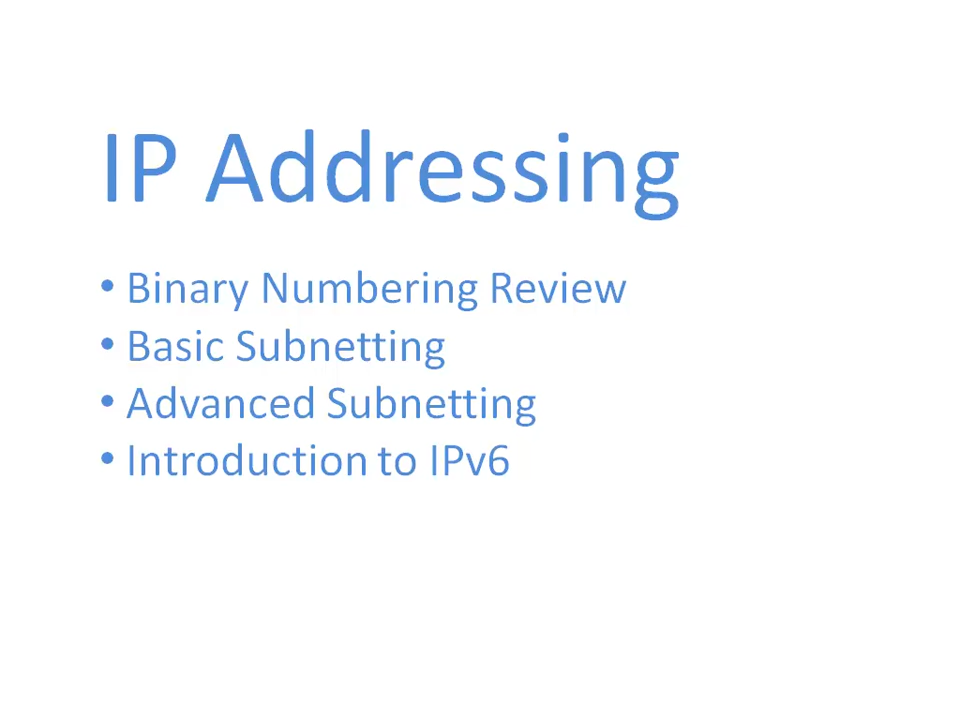 IP Addressing
• Binary Numbering Review
• Basic Subnetting
• Advanced Subnetting
• Introduction to IPv6